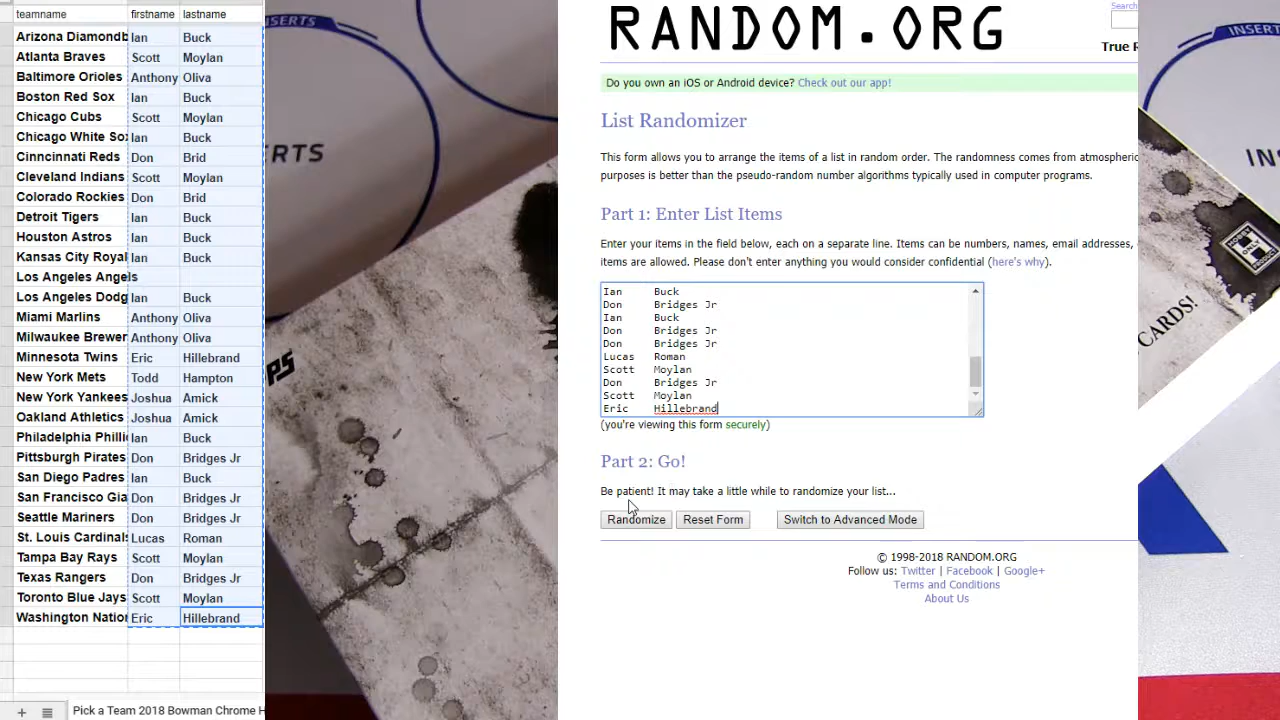 teamname firstname lastname
Arizona Diamondb Ian Buck
Atlanta Braves Scott Moylan
Baltimore Orioles Anthony Oliva
Boston Red Sox Ian Buck
Chicago Cubs Scott Moylan
Chicago White Sox Ian Buck
Cinncinnati Reds Don Brid
Cleveland Indians Scott Moylan
Colorado Rockies Don Brid
Detroit Tigers Ian Buck
Houston Astros Ian Buck
Kansas City Royal Ian Buck
Los Angeles Angels
Los Angeles Dodg Ian Buck
Miami Marlins Anthony Oliva
Milwaukee Brewer Anthony Oliva
Minnesota Twins Eric Hillebrand
New York Mets Todd Hampton
New York Yankees Joshua Amick
Oakland Athletics Joshua Amick
Philadelphia Philli Ian Buck
Pittsburgh Pirates Don Bridges Jr
San Diego Padres Ian Buck
San Francisco Gia Don Bridges Jr
Seattle Mariners Don Bridges Jr
St. Louis Cardinals Lucas Roman
Tampa Bay Rays Scott Moylan
Texas Rangers Don Bridges Jr
Toronto Blue Jays Scott Moylan
Washington Nation Eric Hillebrand
+ Pick a Team 2018 Bowman Chrome H
INSERTS
ERTS
PS
RANDOM.ORG
Search
True R
Do you own an iOS or Android device? Check out our app!
List Randomizer
This form allows you to arrange the items of a list in random order. The randomness comes from atmospheric
purposes is better than the pseudo-random number algorithms typically used in computer programs.
Part 1: Enter List Items
Enter your items in the field below, each on a separate line. Items can be numbers, names, email addresses,
items are allowed. Please don't enter anything you would consider confidential (here's why).
Ian Buck
Don Bridges Jr
Ian Buck
Don Bridges Jr
Don Bridges Jr
Lucas Roman
Scott Moylan
Don Bridges Jr
Scott Moylan
Eric Hillebrand
(you're viewing this form securely)
Part 2: Go!
Be patient! It may take a little while to randomize your list...
Randomize Reset Form Switch to Advanced Mode
© 1998-2018 RANDOM.ORG
Follow us: Twitter | Facebook | Google+
Terms and Conditions
About Us
INSERT
IN
HOBBY
ONLY
PRODUCT
CARDS!